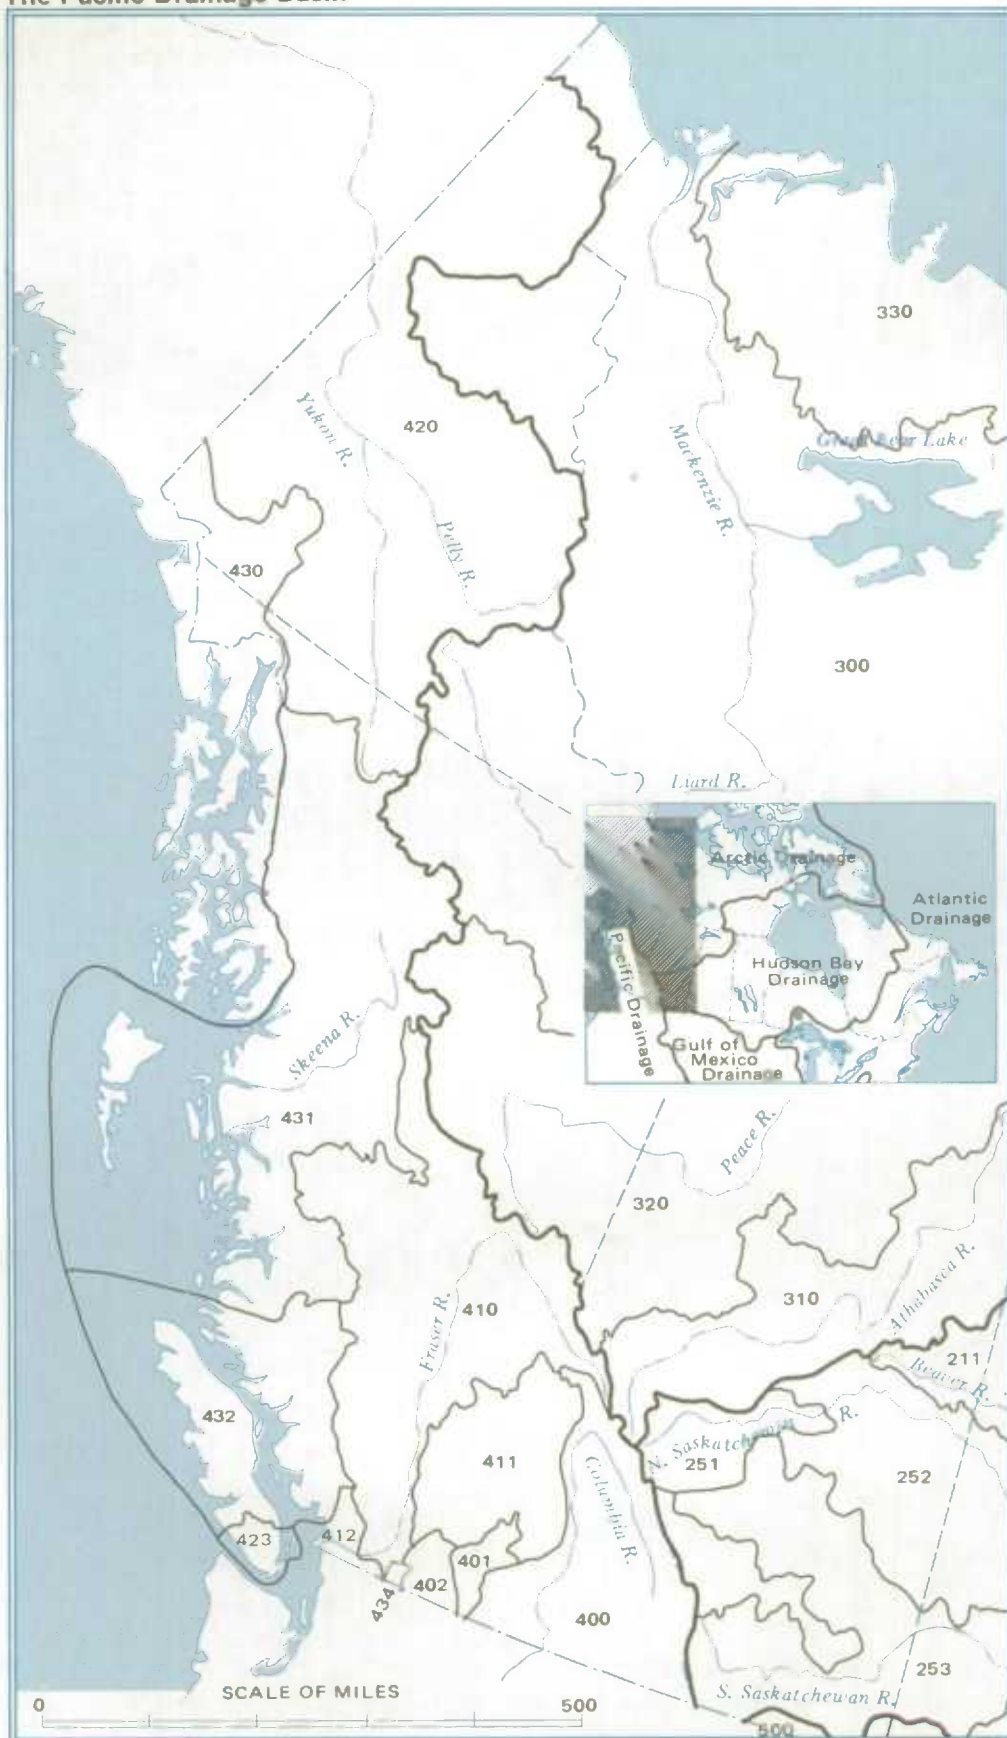 The Pacific Drainage Basin
330
Great Bear Lake
Yukon R.
420
Mackenzie R.
Pelly R.
430
300
Liard R.
Arctic Drainage
Atlantic
Drainage
Hudson Bay
Drainage
Pacific Drainage
Gulf of
Mexico
Drainage
Skeena R.
431
Peace R.
320
310
Athabasca R.
410
Fraser R.
211
Beaver R.
432
N. Saskatchewan R.
251
252
411
Columbia R.
423
412
401
402
434
400
253
S. Saskatchewan R.
SCALE OF MILES
0
500
500